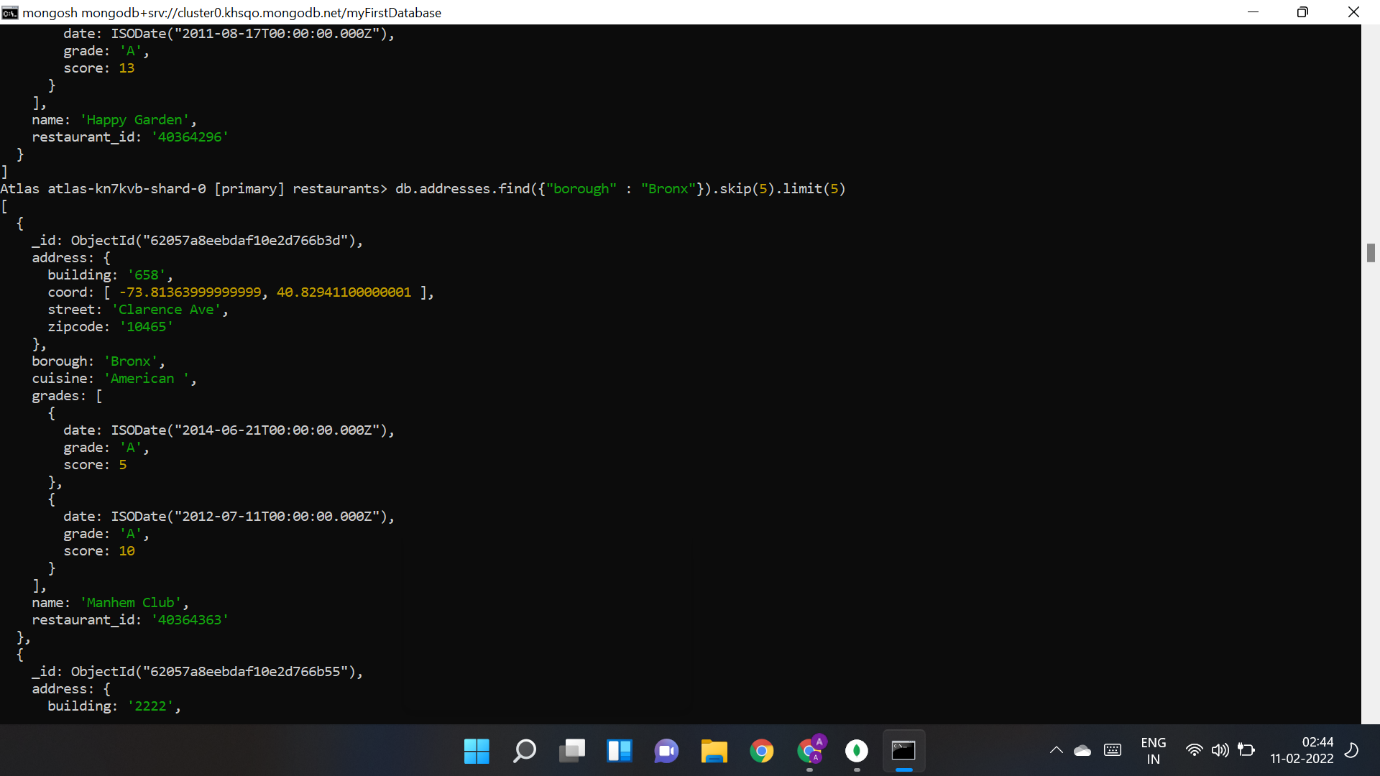 mongosh mongodb+srv://cluster0.khsqo.mongodb.net/myFirstDatabase
date: ISODate("2011-08-17T00:00:00.000Z"),
grade: 'A',
score: 13
}
],
name: 'Happy Garden',
restaurant_id: '40364296'
}
]
Atlas atlas-kn7kvb-shard-0 [primary] restaurants> db.addresses.find({"borough" : "Bronx"}).skip(5).limit(5)
[
{
_id: ObjectId("62057a8eebdaf10e2d766b3d"),
address: {
building: '658',
coord: [ -73.81363999999999, 40.82941100000001 ],
street: 'Clarence Ave',
zipcode: '10465'
},
borough: 'Bronx',
cuisine: 'American ',
grades: [
{
date: ISODate("2014-06-21T00:00:00.000Z"),
grade: 'A',
score: 5
},
{
date: ISODate("2012-07-11T00:00:00.000Z"),
grade: 'A',
score: 10
}
],
name: 'Manhem Club',
restaurant_id: '40364363'
},
{
_id: ObjectId("62057a8eebdaf10e2d766b55"),
address: {
building: '2222',
ENG
IN
02:44
11-02-2022
A
A